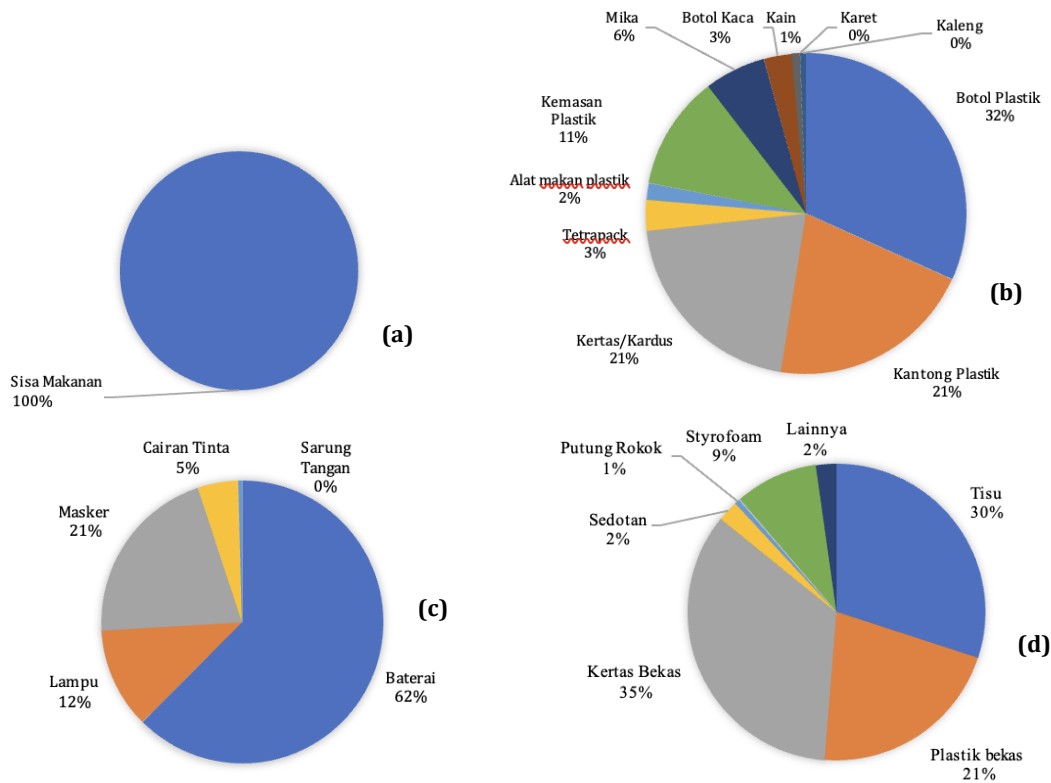 Sisa Makanan
100%
(a)
Mika
6%
Botol Kaca
3%
Kain
1%
Karet
0%
Kaleng
0%
Botol Plastik
32%
Kemasan
Plastik
11%
Alat makan plastik
2%
Tetrapack
3%
Kertas/Kardus
21%
Kantong Plastik
21%
(b)
Cairan Tinta
5%
Sarung
Tangan
0%
Masker
21%
Lampu
12%
Baterai
62%
(c)
Putung Rokok
1%
Styrofoam
9%
Lainnya
2%
Tisu
30%
Sedotan
2%
Kertas Bekas
35%
Plastik bekas
21%
(d)